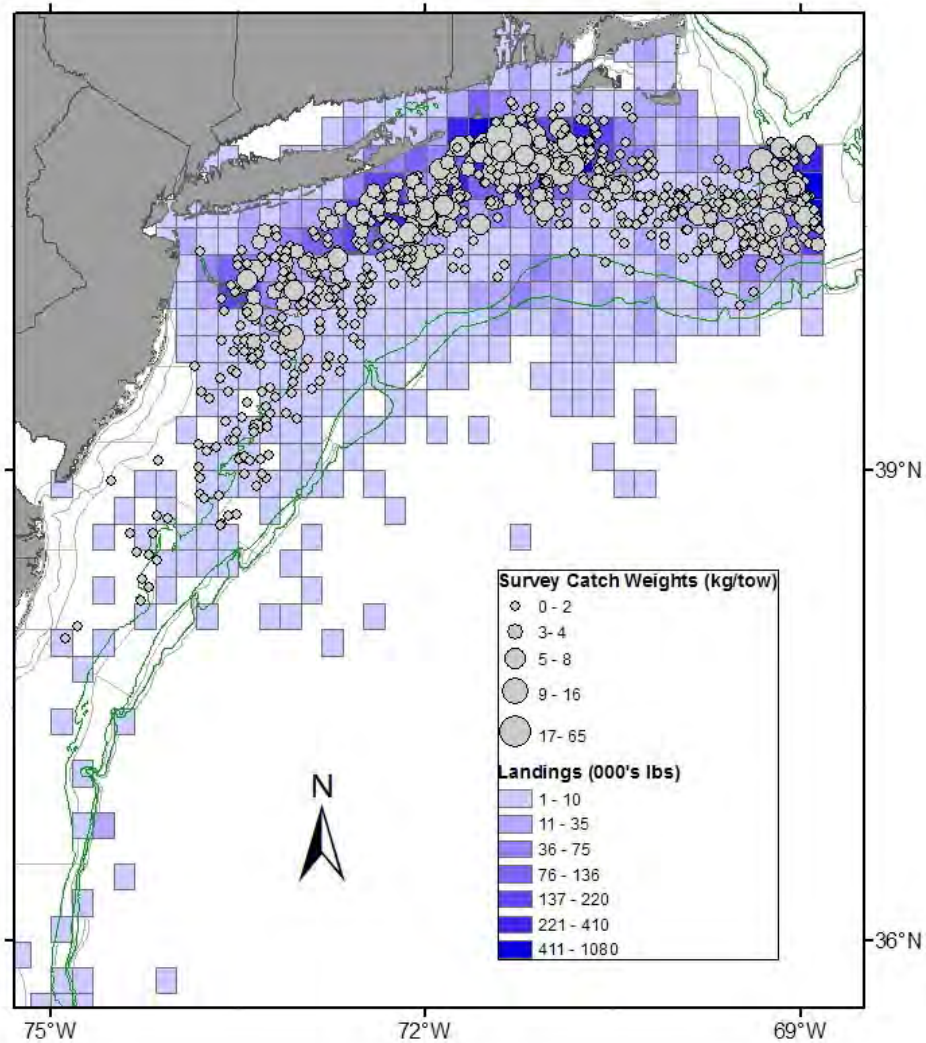 39°N
Survey Catch Weights (kg/tow)
0 - 2
3- 4
5 - 8
9 - 16
17- 65
Landings (000's lbs)
1 - 10
11 - 35
36 - 75
76 - 136
137 - 220
221 - 410
411 - 1080
N
36°N
75°W
72°W
69°W